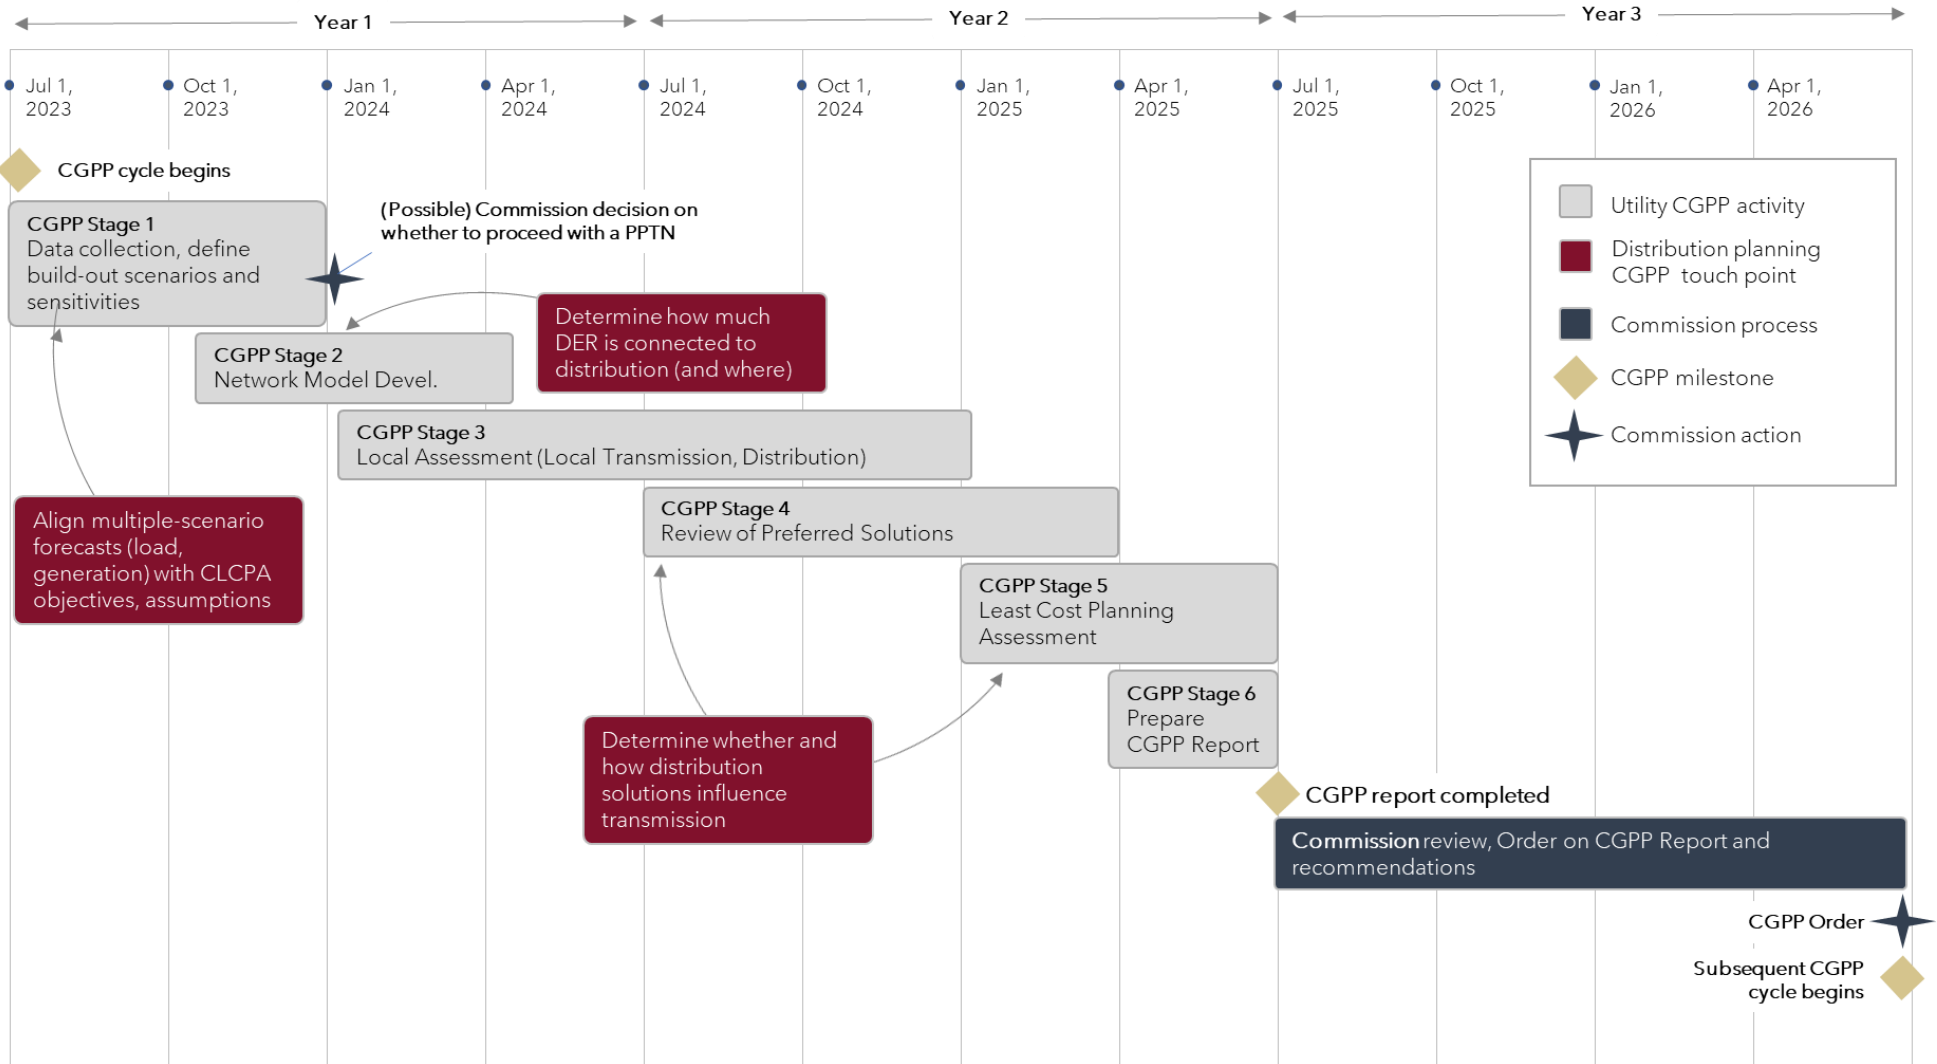 Year 1
Year 2
Year 3
Jul 1,
2023
Oct 1,
2023
Jan 1,
2024
Apr 1,
2024
Jul 1,
2024
Oct 1,
2024
Jan 1,
2025
Apr 1,
2025
Jul 1,
2025
Oct 1,
2025
Jan 1,
2026
Apr 1,
2026
CGPP cycle begins
CGPP Stage 1
Data collection, define
build-out scenarios and
sensitivities
(Possible) Commission decision on
whether to proceed with a PPTN
Utility CGPP activity
Distribution planning
CGPP touch point
Commission process
CGPP milestone
Commission action
Determine how much
DER is connected to
distribution (and where)
CGPP Stage 2
Network Model Devel.
CGPP Stage 3
Local Assessment (Local Transmission, Distribution)
CGPP Stage 4
Review of Preferred Solutions
Align multiple-scenario
forecasts (load,
generation) with CLCPA
objectives, assumptions
CGPP Stage 5
Least Cost Planning
Assessment
CGPP Stage 6
Prepare
CGPP Report
Determine whether and
how distribution
solutions influence
transmission
CGPP report completed
Commission review, Order on CGPP Report and
recommendations
CGPP Order
Subsequent CGPP
cycle begins